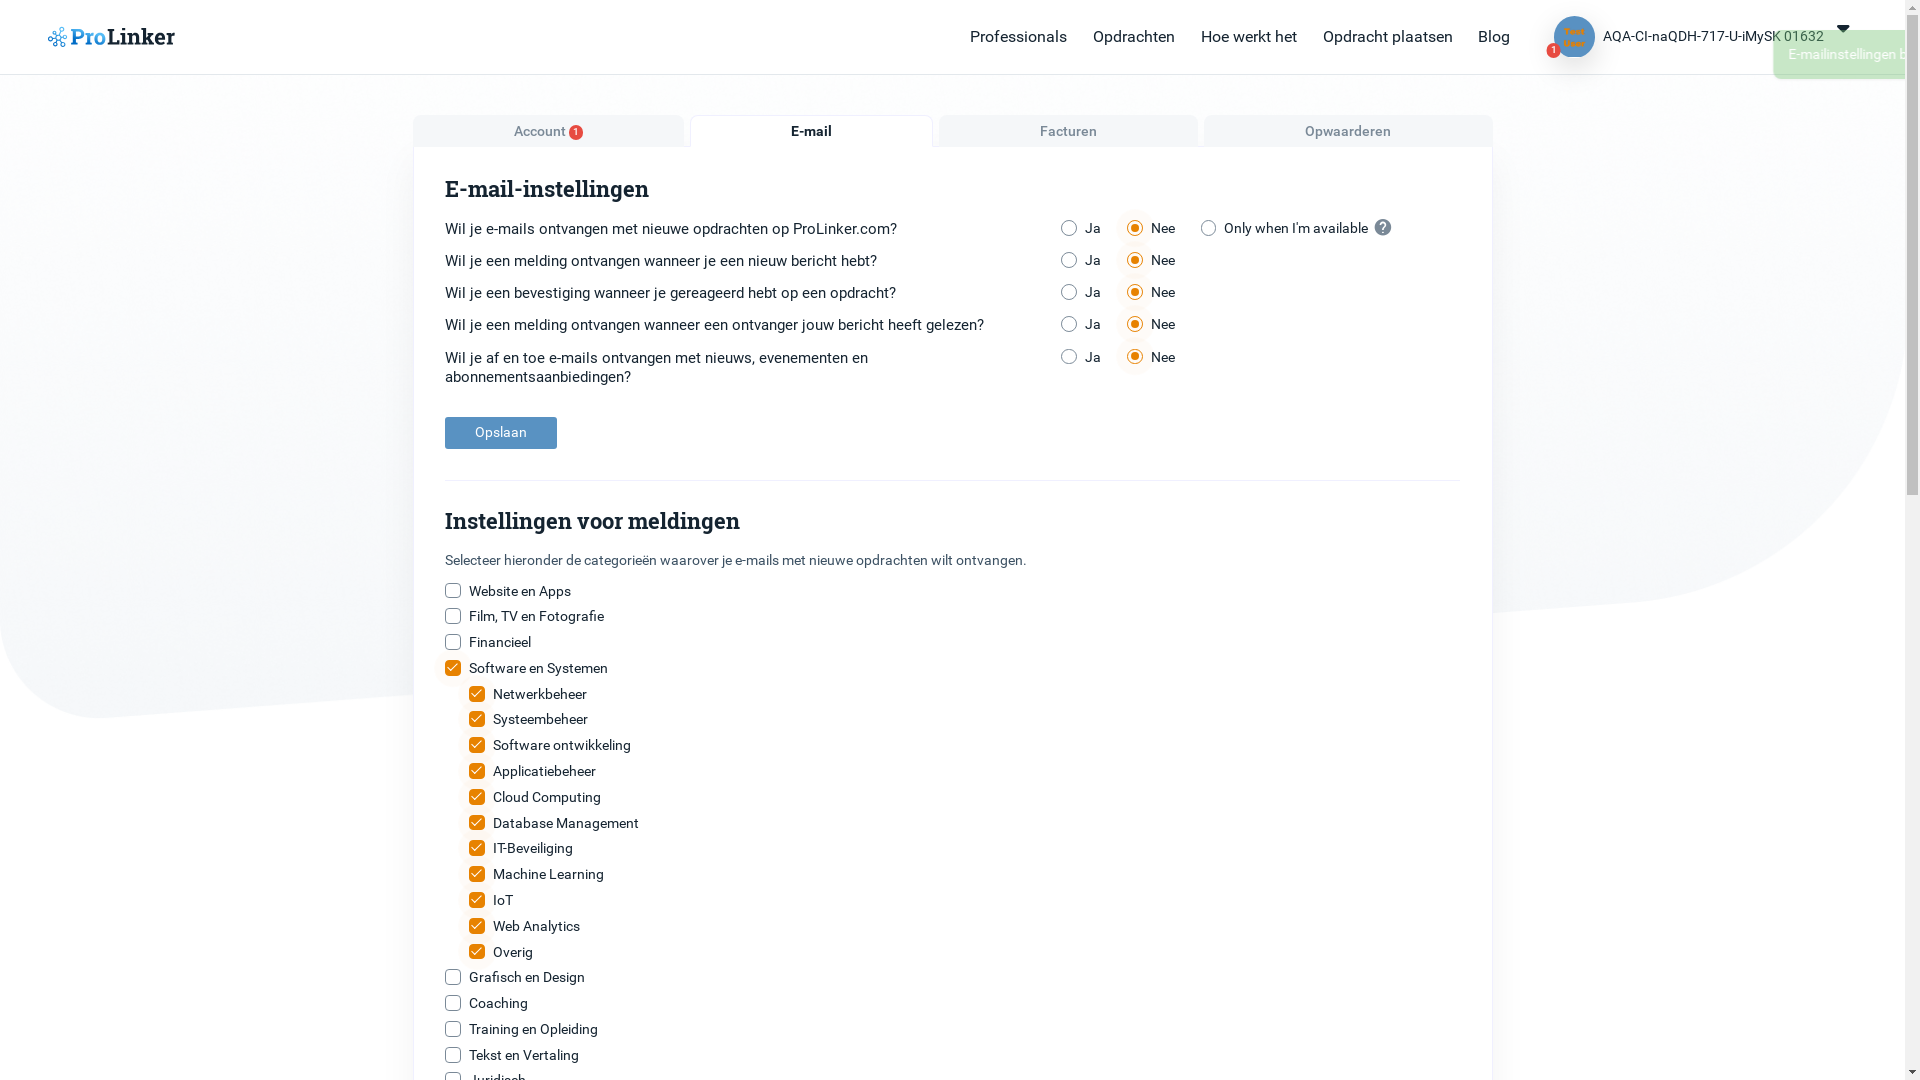 ProLinker
Professionals
Opdrachten
Hoe werkt het
Opdracht plaatsen
Blog
1
AQA-CI-naQDH-717-U-iMySK 01632
E-mailinstellingen b
Account 1
E-mail
Facturen
Opwaarderen
E-mail-instellingen
Wil je e-mails ontvangen met nieuwe opdrachten op ProLinker.com? Ja Nee Only when I'm available ?
Wil je een melding ontvangen wanneer je een nieuw bericht hebt? Ja Nee
Wil je een bevestiging wanneer je gereageerd hebt op een opdracht? Ja Nee
Wil je een melding ontvangen wanneer een ontvanger jouw bericht heeft gelezen? Ja Nee
Wil je af en toe e-mails ontvangen met nieuws, evenementen en Ja Nee
abonnementsaanbiedingen?
Opslaan
Instellingen voor meldingen
Selecteer hieronder de categorieën waarover je e-mails met nieuwe opdrachten wilt ontvangen.
Website en Apps
Film, TV en Fotografie
Financieel
Software en Systemen
Netwerkbeheer
Systeembeheer
Software ontwikkeling
Applicatiebeheer
Cloud Computing
Database Management
IT-Beveiliging
Machine Learning
IoT
Web Analytics
Overig
Grafisch en Design
Coaching
Training en Opleiding
Tekst en Vertaling
Juridisch